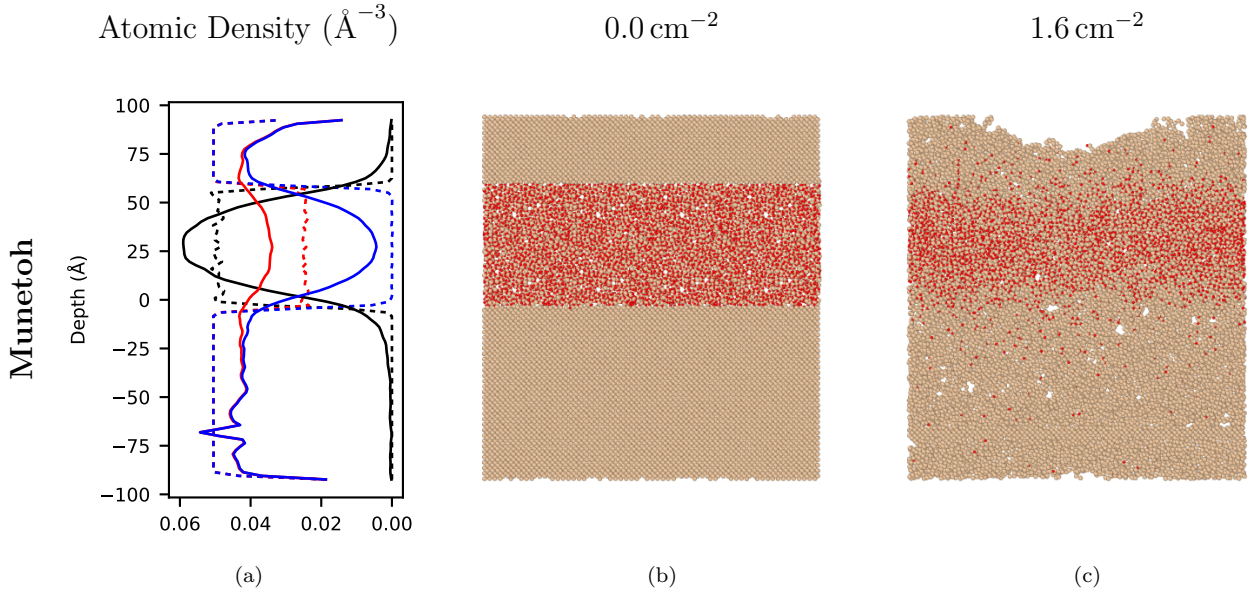 Atomic Density (Å⁻³)
0.0 cm⁻²
1.6 cm⁻²
Munetoh
Depth (Å)
100
75
50
25
0
−25
−50
−75
−100
0.06 0.04 0.02 0.00
(a)
(b)
(c)